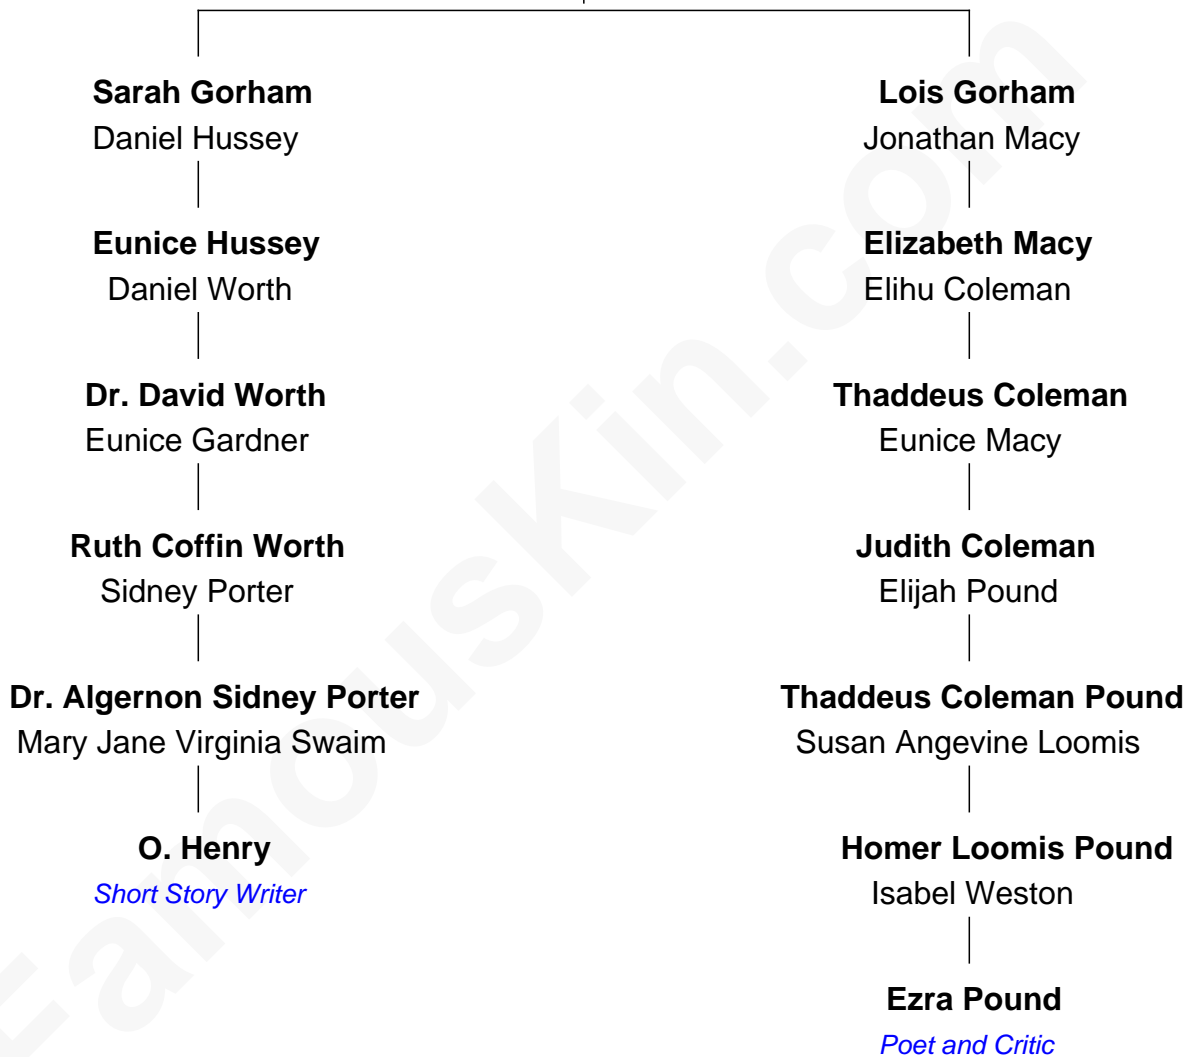 Sarah Gorham
Daniel Hussey
Eunice Hussey
Daniel Worth
Dr. David Worth
Eunice Gardner
Ruth Coffin Worth
Sidney Porter
Dr. Algernon Sidney Porter
Mary Jane Virginia Swaim
O. Henry
Short Story Writer
Lois Gorham
Jonathan Macy
Elizabeth Macy
Elihu Coleman
Thaddeus Coleman
Eunice Macy
Judith Coleman
Elijah Pound
Thaddeus Coleman Pound
Susan Angevine Loomis
Homer Loomis Pound
Isabel Weston
Ezra Pound
Poet and Critic
FamousKin.com